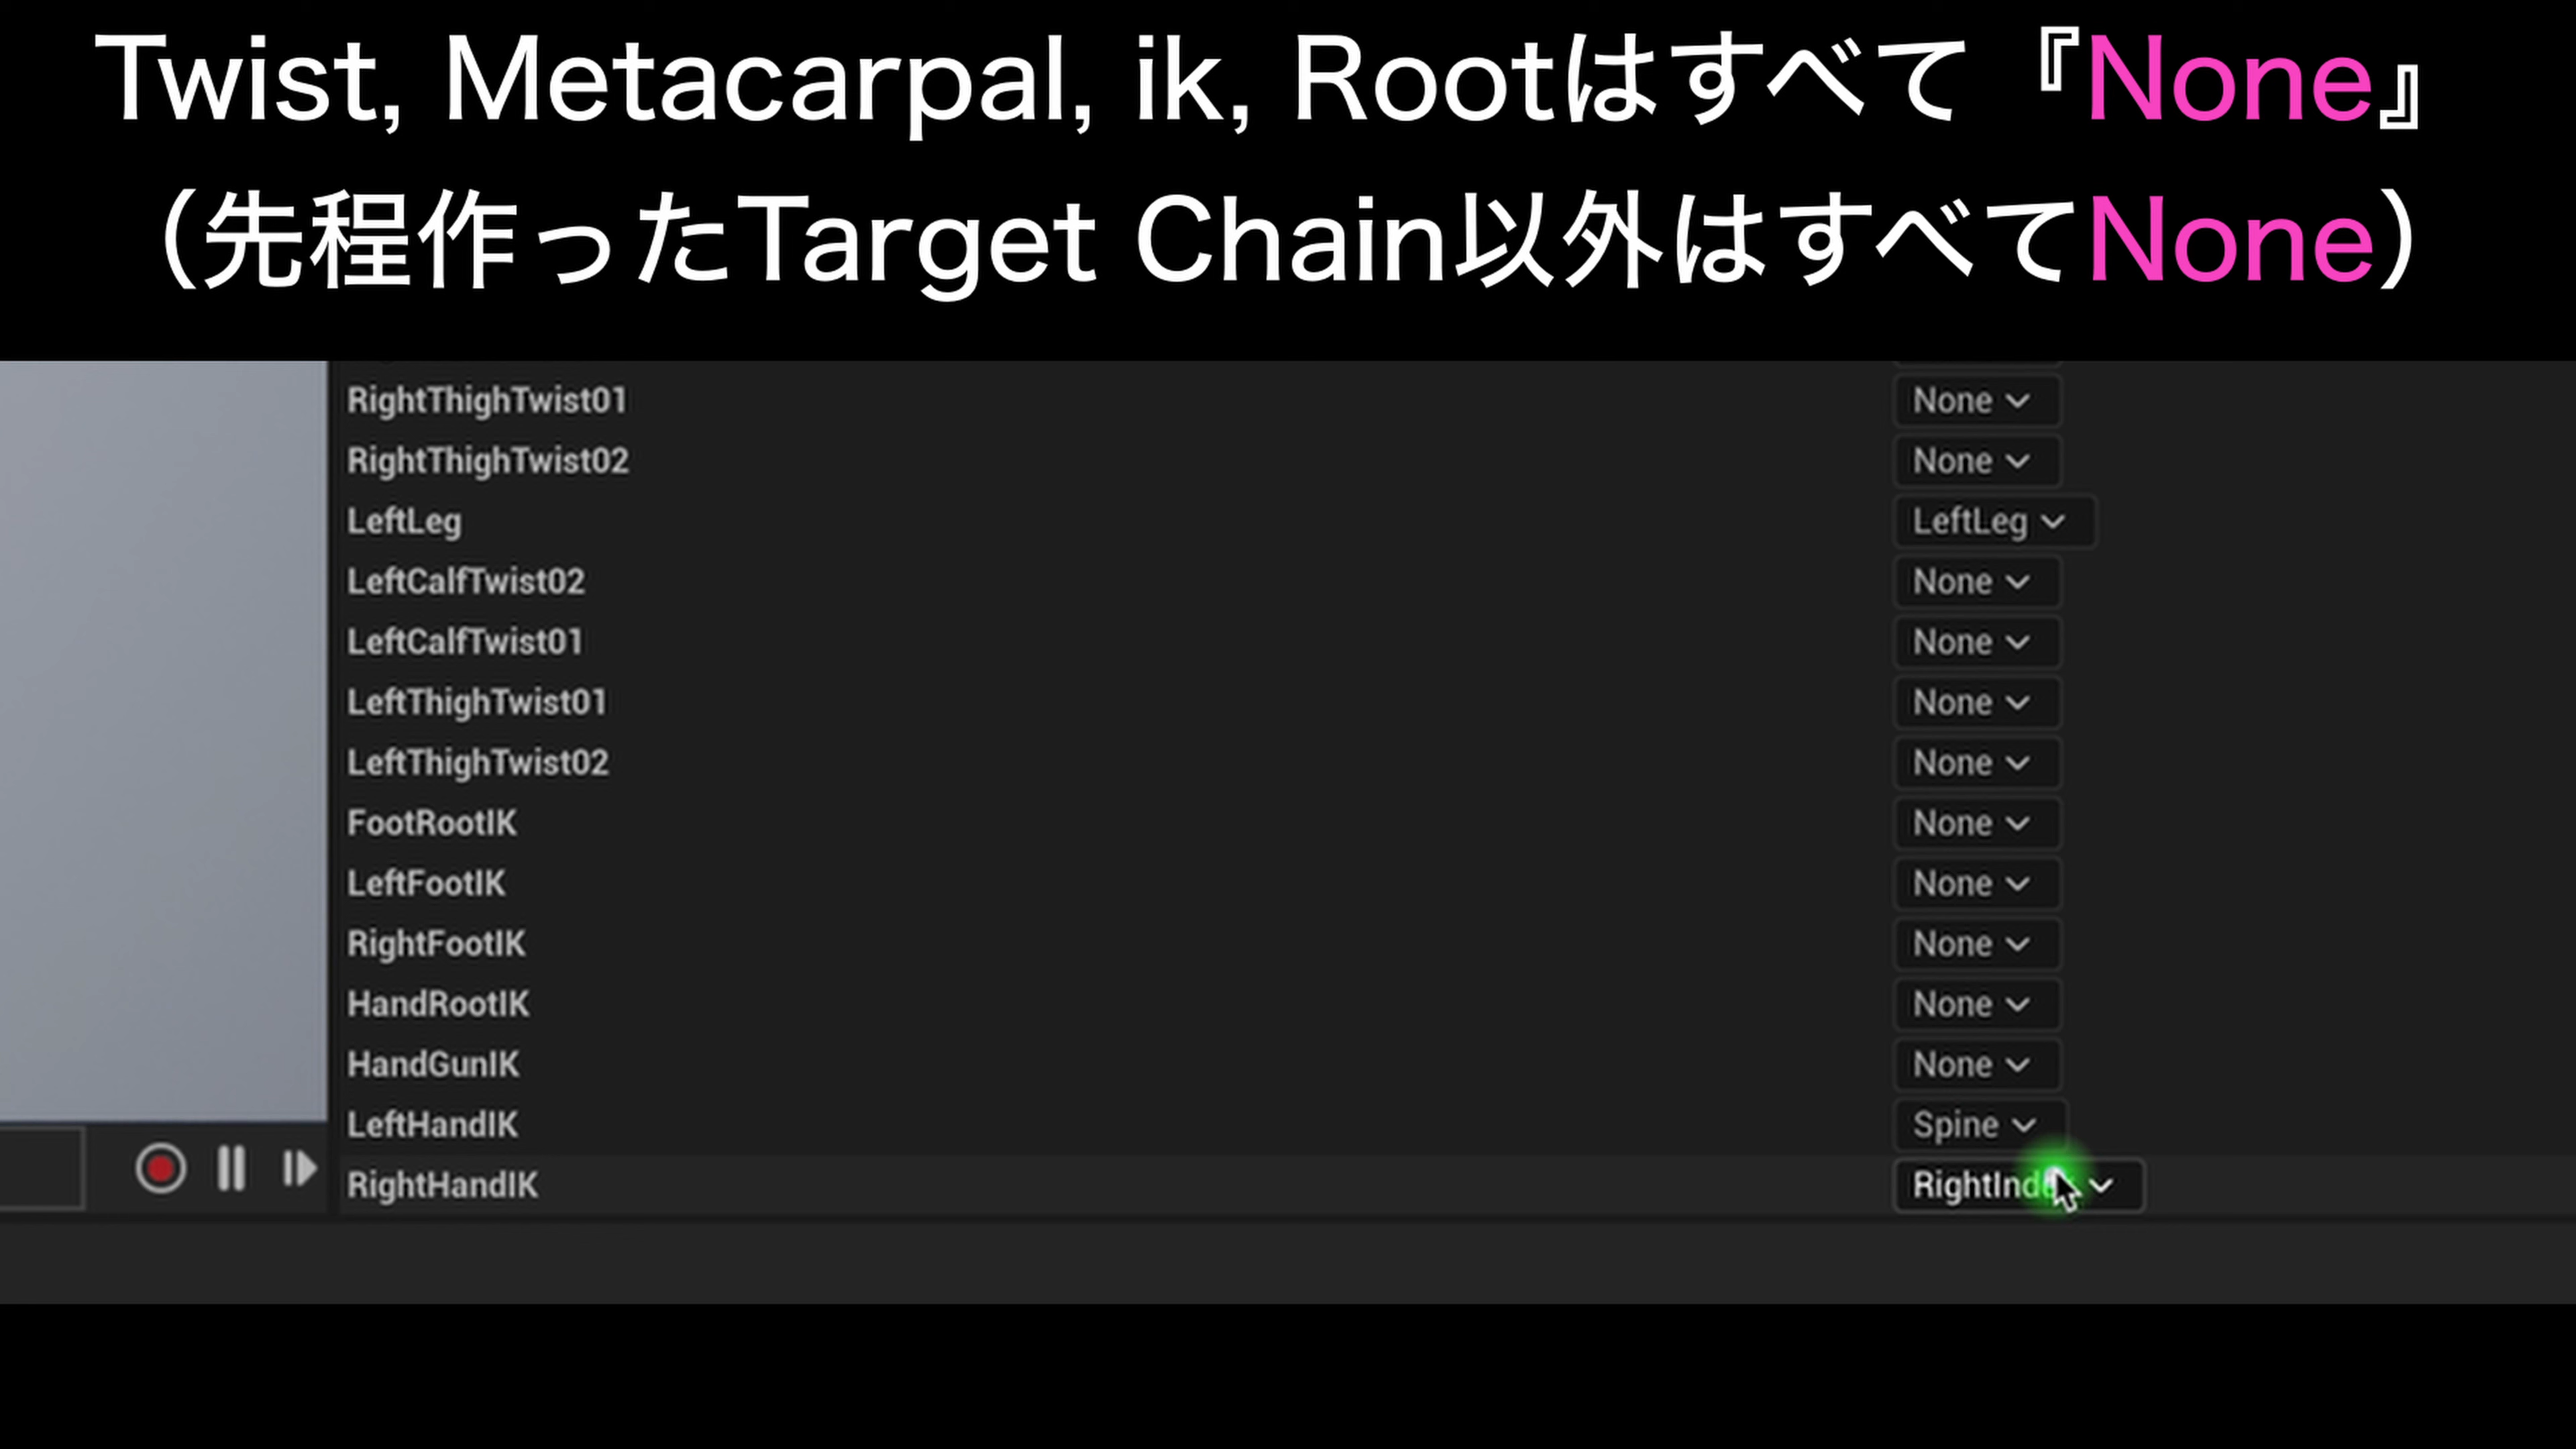 Twist, Metacarpal, ik, Rootはすべて『None』
（先程作ったTarget Chain以外はすべてNone）
RightThighTwist01 None
RightThighTwist02 None
LeftLeg LeftLeg
LeftCalfTwist02 None
LeftCalfTwist01 None
LeftThighTwist01 None
LeftThighTwist02 None
FootRootIK None
LeftFootIK None
RightFootIK None
HandRootIK None
HandGunIK None
LeftHandIK Spine
RightHandIK